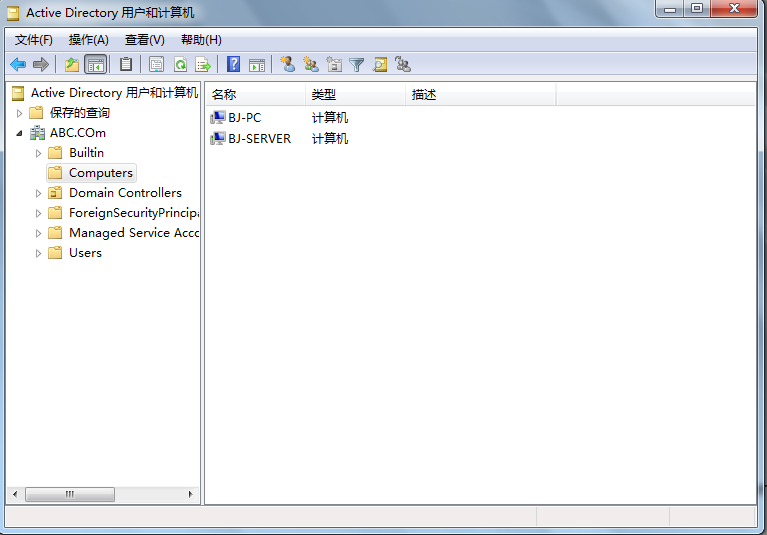 Active Directory 用户和计算机
文件(F) 操作(A) 查看(V) 帮助(H)
Active Directory 用户和计算机
保存的查询
ABC.COm
Builtin
Computers
Domain Controllers
ForeignSecurityPrincipa
Managed Service Acco
Users
名称 类型 描述
BJ-PC 计算机
BJ-SERVER 计算机